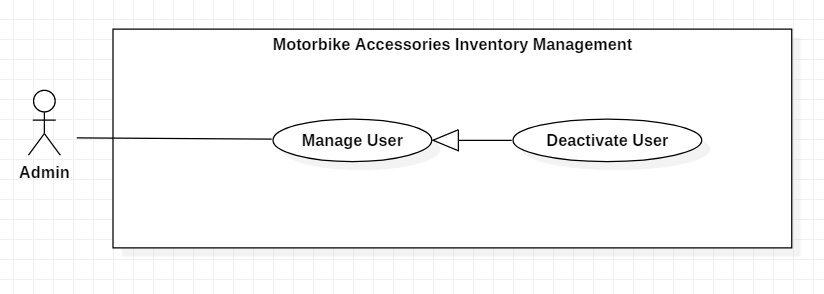 Motorbike Accessories Inventory Management
Manage User
Deactivate User
Admin